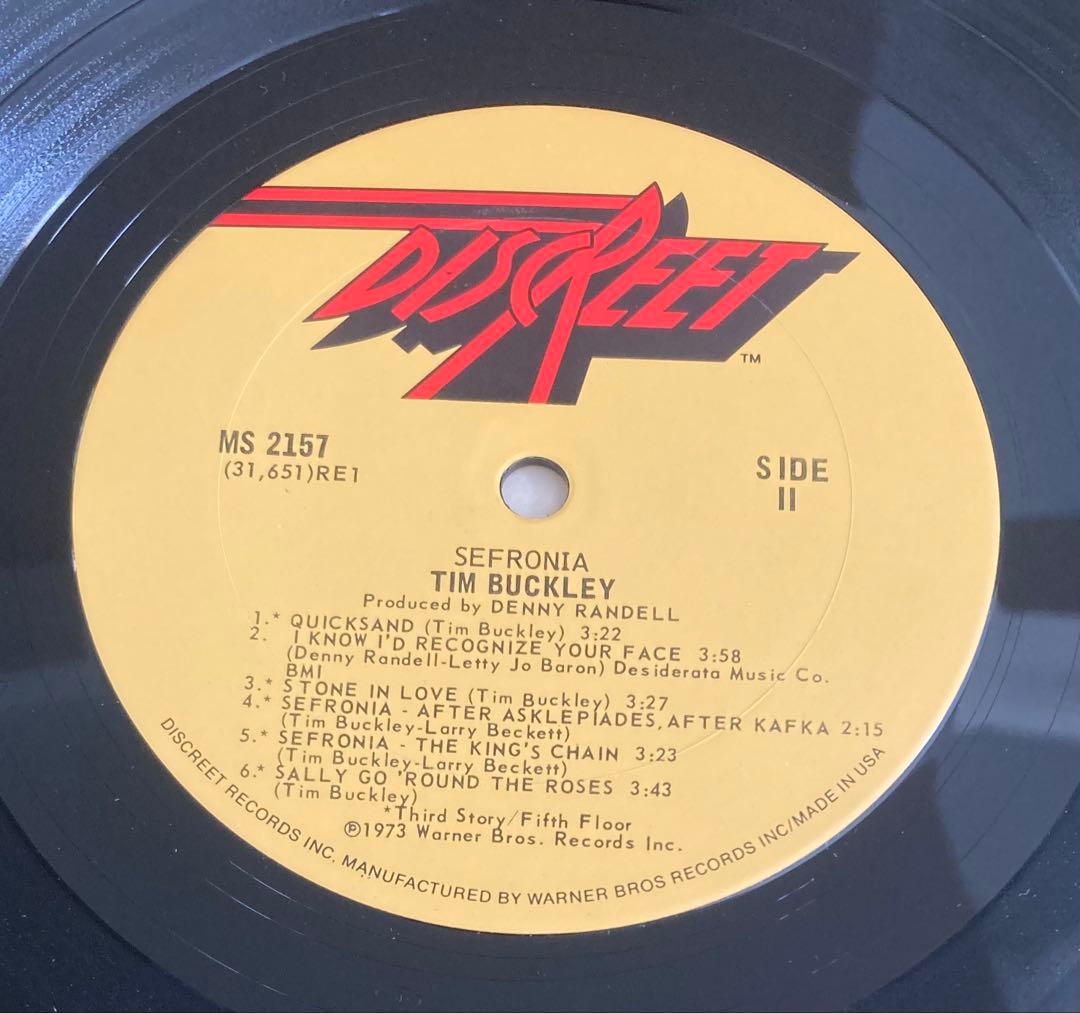 DISCREET
TM
MS 2157
(31,651)RE1
SIDE
II
SEFRONIA
TIM BUCKLEY
Produced by DENNY RANDELL
1.* QUICKSAND (Tim Buckley) 3:22
2. I KNOW I'D RECOGNIZE YOUR FACE 3:58
(Denny Randell-Letty Jo Baron) Desiderata Music Co.
BMI
3.* STONE IN LOVE (Tim Buckley) 3:27
4.* SEFRONIA - AFTER ASKLEPIADES, AFTER KAFKA 2:15
(Tim Buckley-Larry Beckett)
5.* SEFRONIA - THE KING'S CHAIN 3:23
(Tim Buckley-Larry Beckett)
6.* SALLY GO 'ROUND THE ROSES 3:43
(Tim Buckley)
*Third Story/Fifth Floor
℗1973 Warner Bros. Records Inc.
DISCREET RECORDS INC. MANUFACTURED BY WARNER BROS RECORDS INC/MADE IN USA